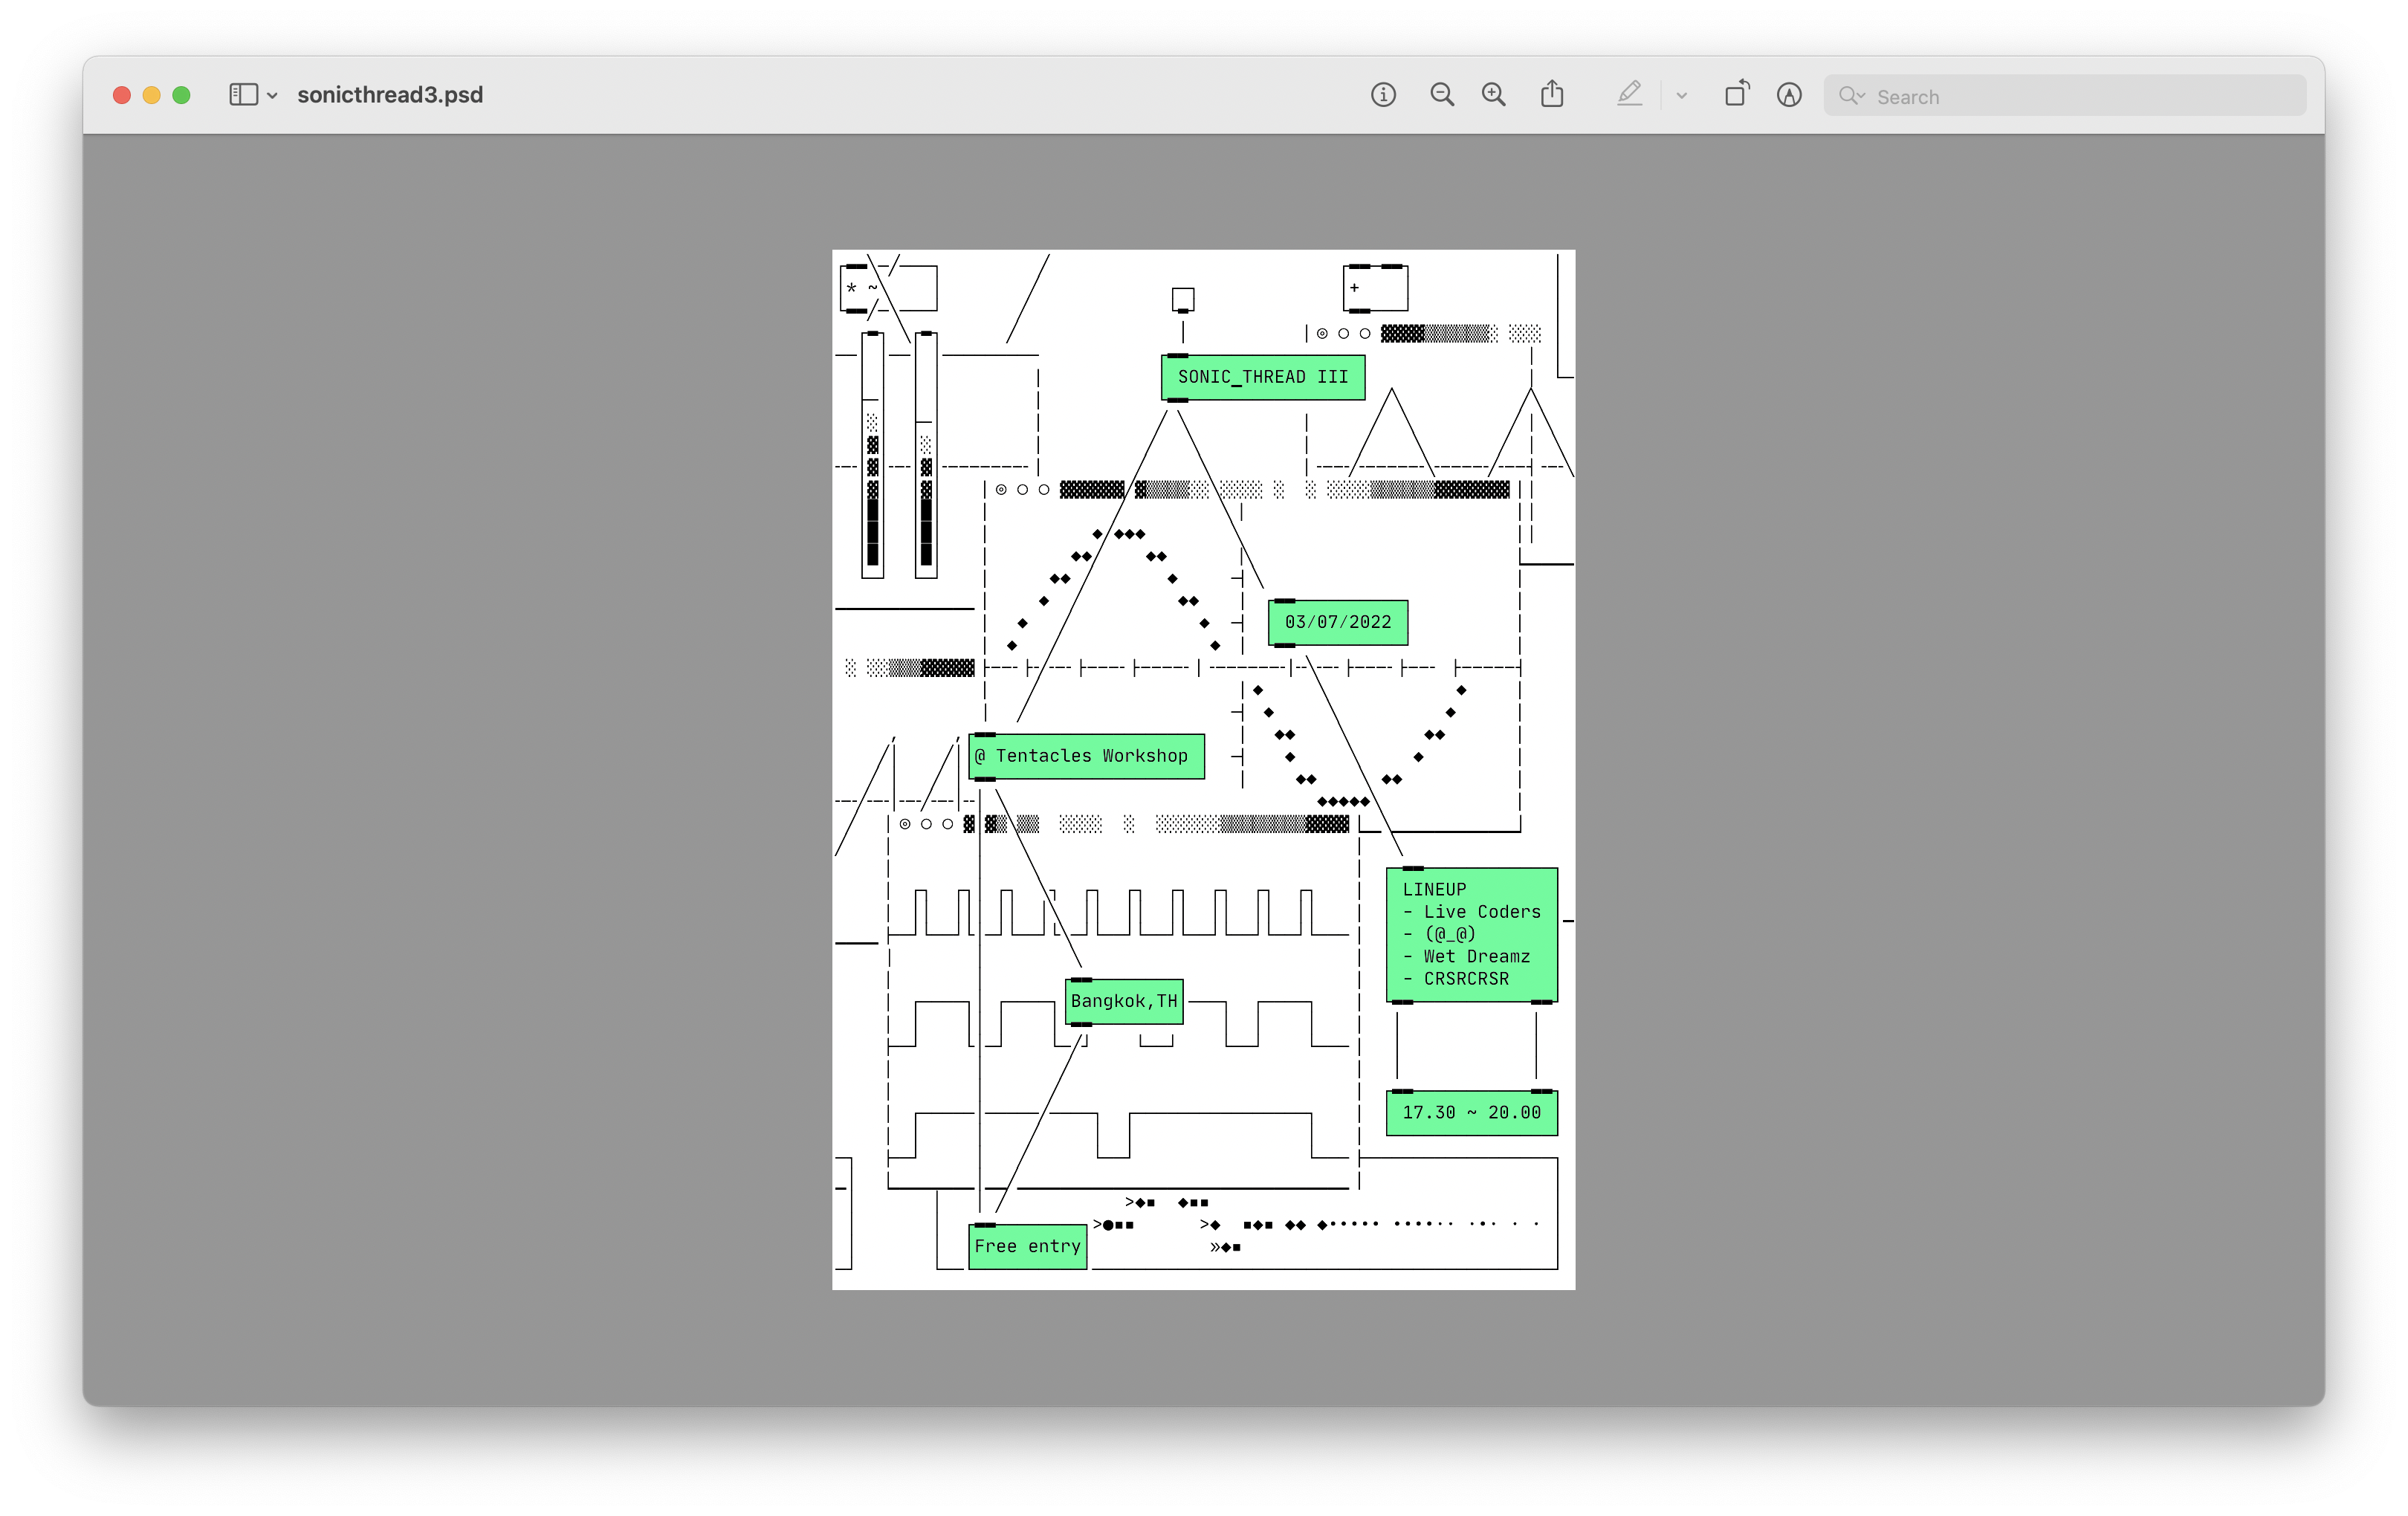 sonicthread3.psd
Search
* ~
+
SONIC_THREAD III
03/07/2022
@ Tentacles Workshop
LINEUP
- Live Coders
- (@_@)
- Wet Dreamz
- CRSRCRSR
Bangkok,TH
17.30 ~ 20.00
Free entry